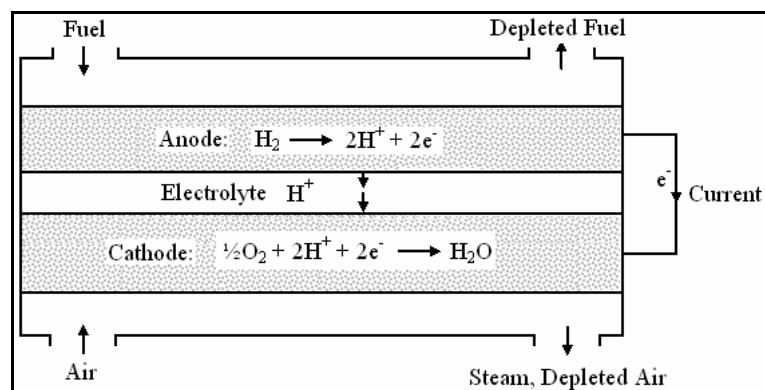 Fuel
Depleted Fuel
Anode: H₂ → 2H⁺ + 2e⁻
Electrolyte H⁺
e⁻
Current
Cathode: ½O₂ + 2H⁺ + 2e⁻ → H₂O
Air
Steam, Depleted Air